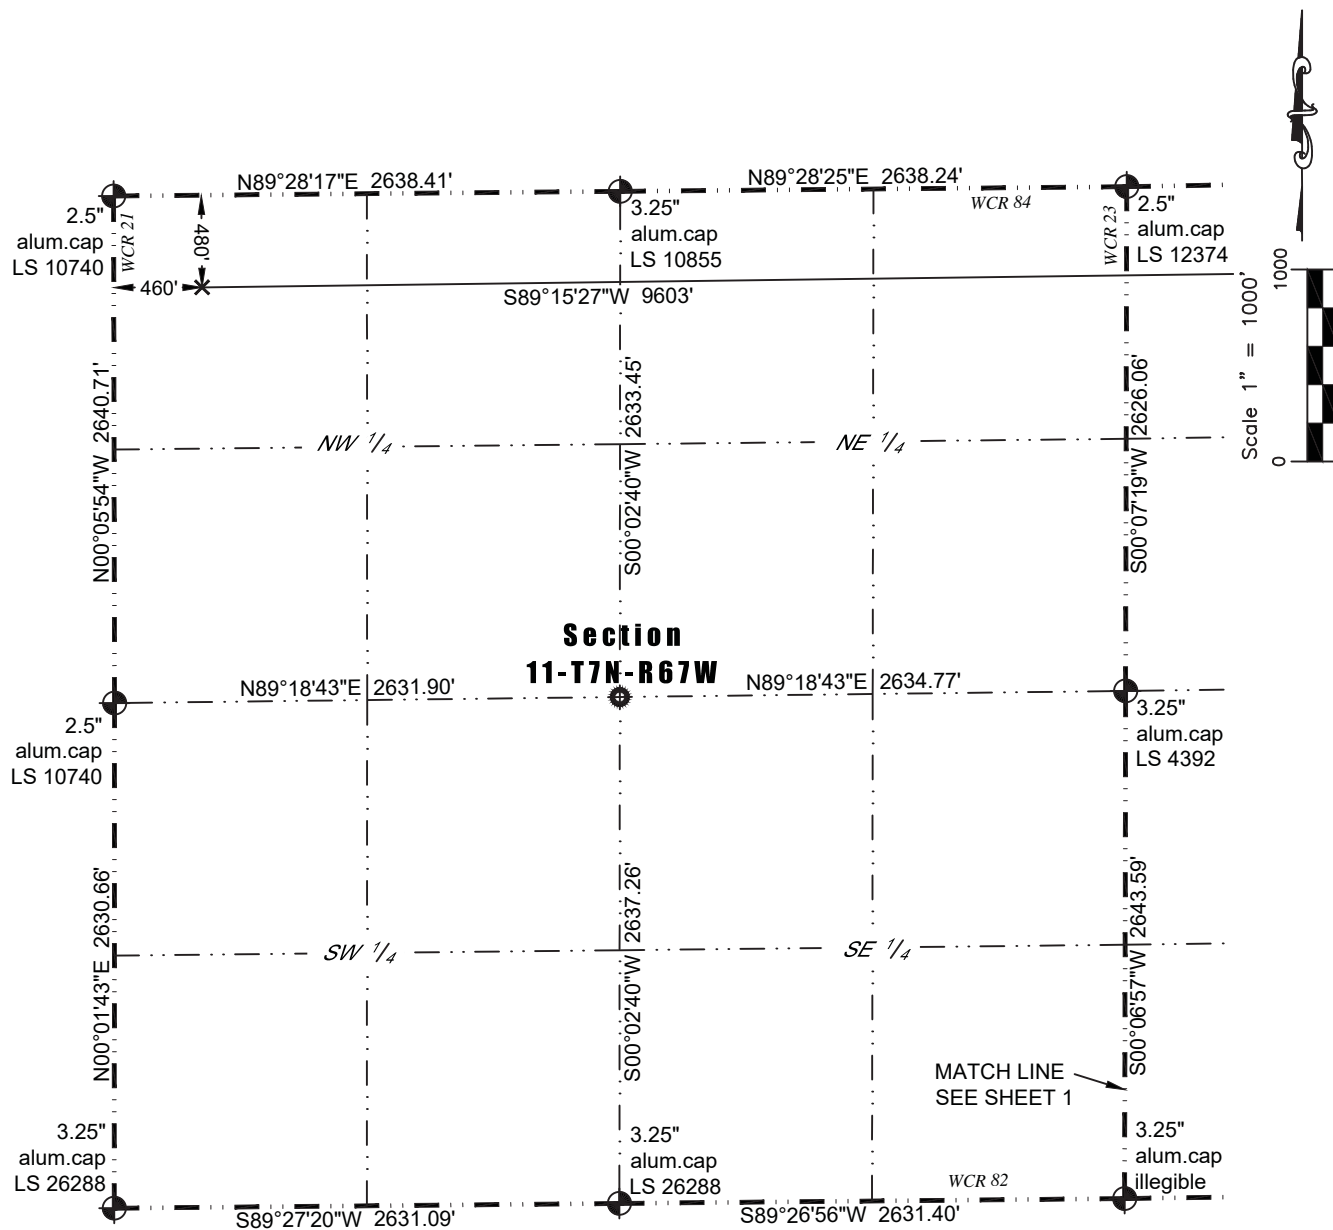 N89°28'17"E 2638.41'
N89°28'25"E 2638.24'
WCR 84
2.5"
alum.cap
LS 10740
WCR 21
480'
460'
3.25"
alum.cap
LS 10855
WCR 23
2.5"
alum.cap
LS 12374
S89°15'27"W 9603'
Scale 1" = 1000'
0
1000
N00°05'54"W 2640.71'
S00°02'40"W 2633.45'
S00°07'19"W 2626.06'
NW 1/4
NE 1/4
Section
11-T7N-R67W
N89°18'43"E 2631.90'
N89°18'43"E 2634.77'
2.5"
alum.cap
LS 10740
3.25"
alum.cap
LS 4392
N00°01'43"E 2630.66'
S00°02'40"W 2637.26'
S00°06'57"W 2643.59'
SW 1/4
SE 1/4
MATCH LINE
SEE SHEET 1
3.25"
alum.cap
LS 26288
3.25"
alum.cap
LS 26288
WCR 82
3.25"
alum.cap
illegible
S89°27'20"W 2631.09'
S89°26'56"W 2631.40'